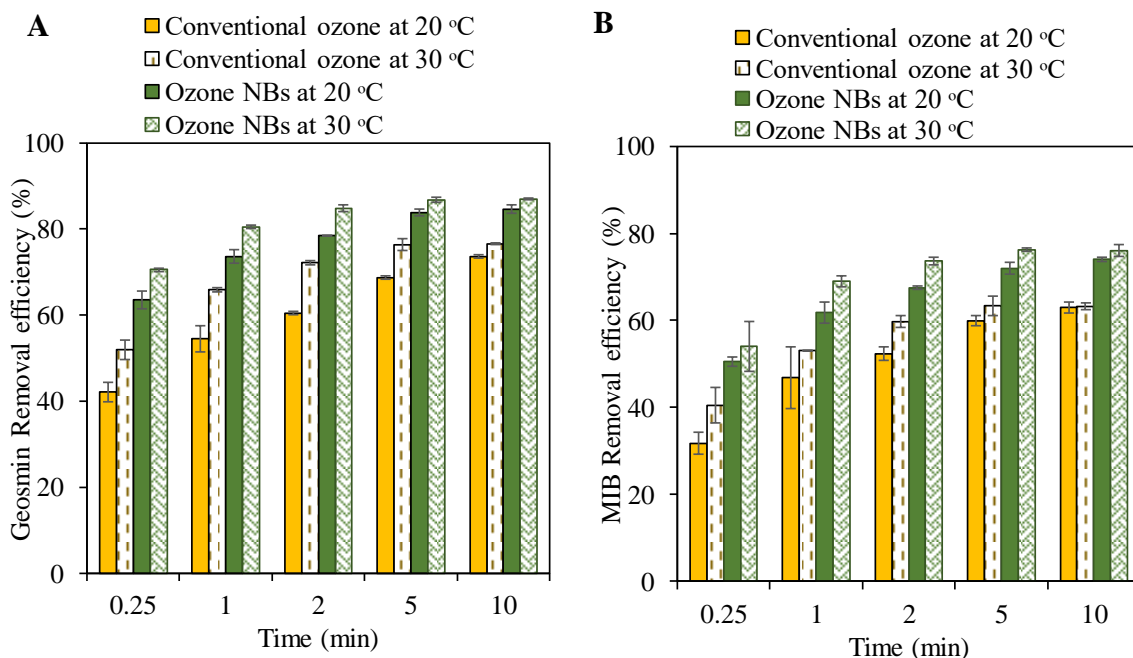 A
Conventional ozone at 20 °C
Conventional ozone at 30 °C
Ozone NBs at 20 °C
Ozone NBs at 30 °C
Geosmin Removal efficiency (%)
100
80
60
40
20
0
0.25 1 2 5 10
Time (min)
B
Conventional ozone at 20 °C
Conventional ozone at 30 °C
Ozone NBs at 20 °C
Ozone NBs at 30 °C
MIB Removal efficiency (%)
100
80
60
40
20
0
0.25 1 2 5 10
Time (min)